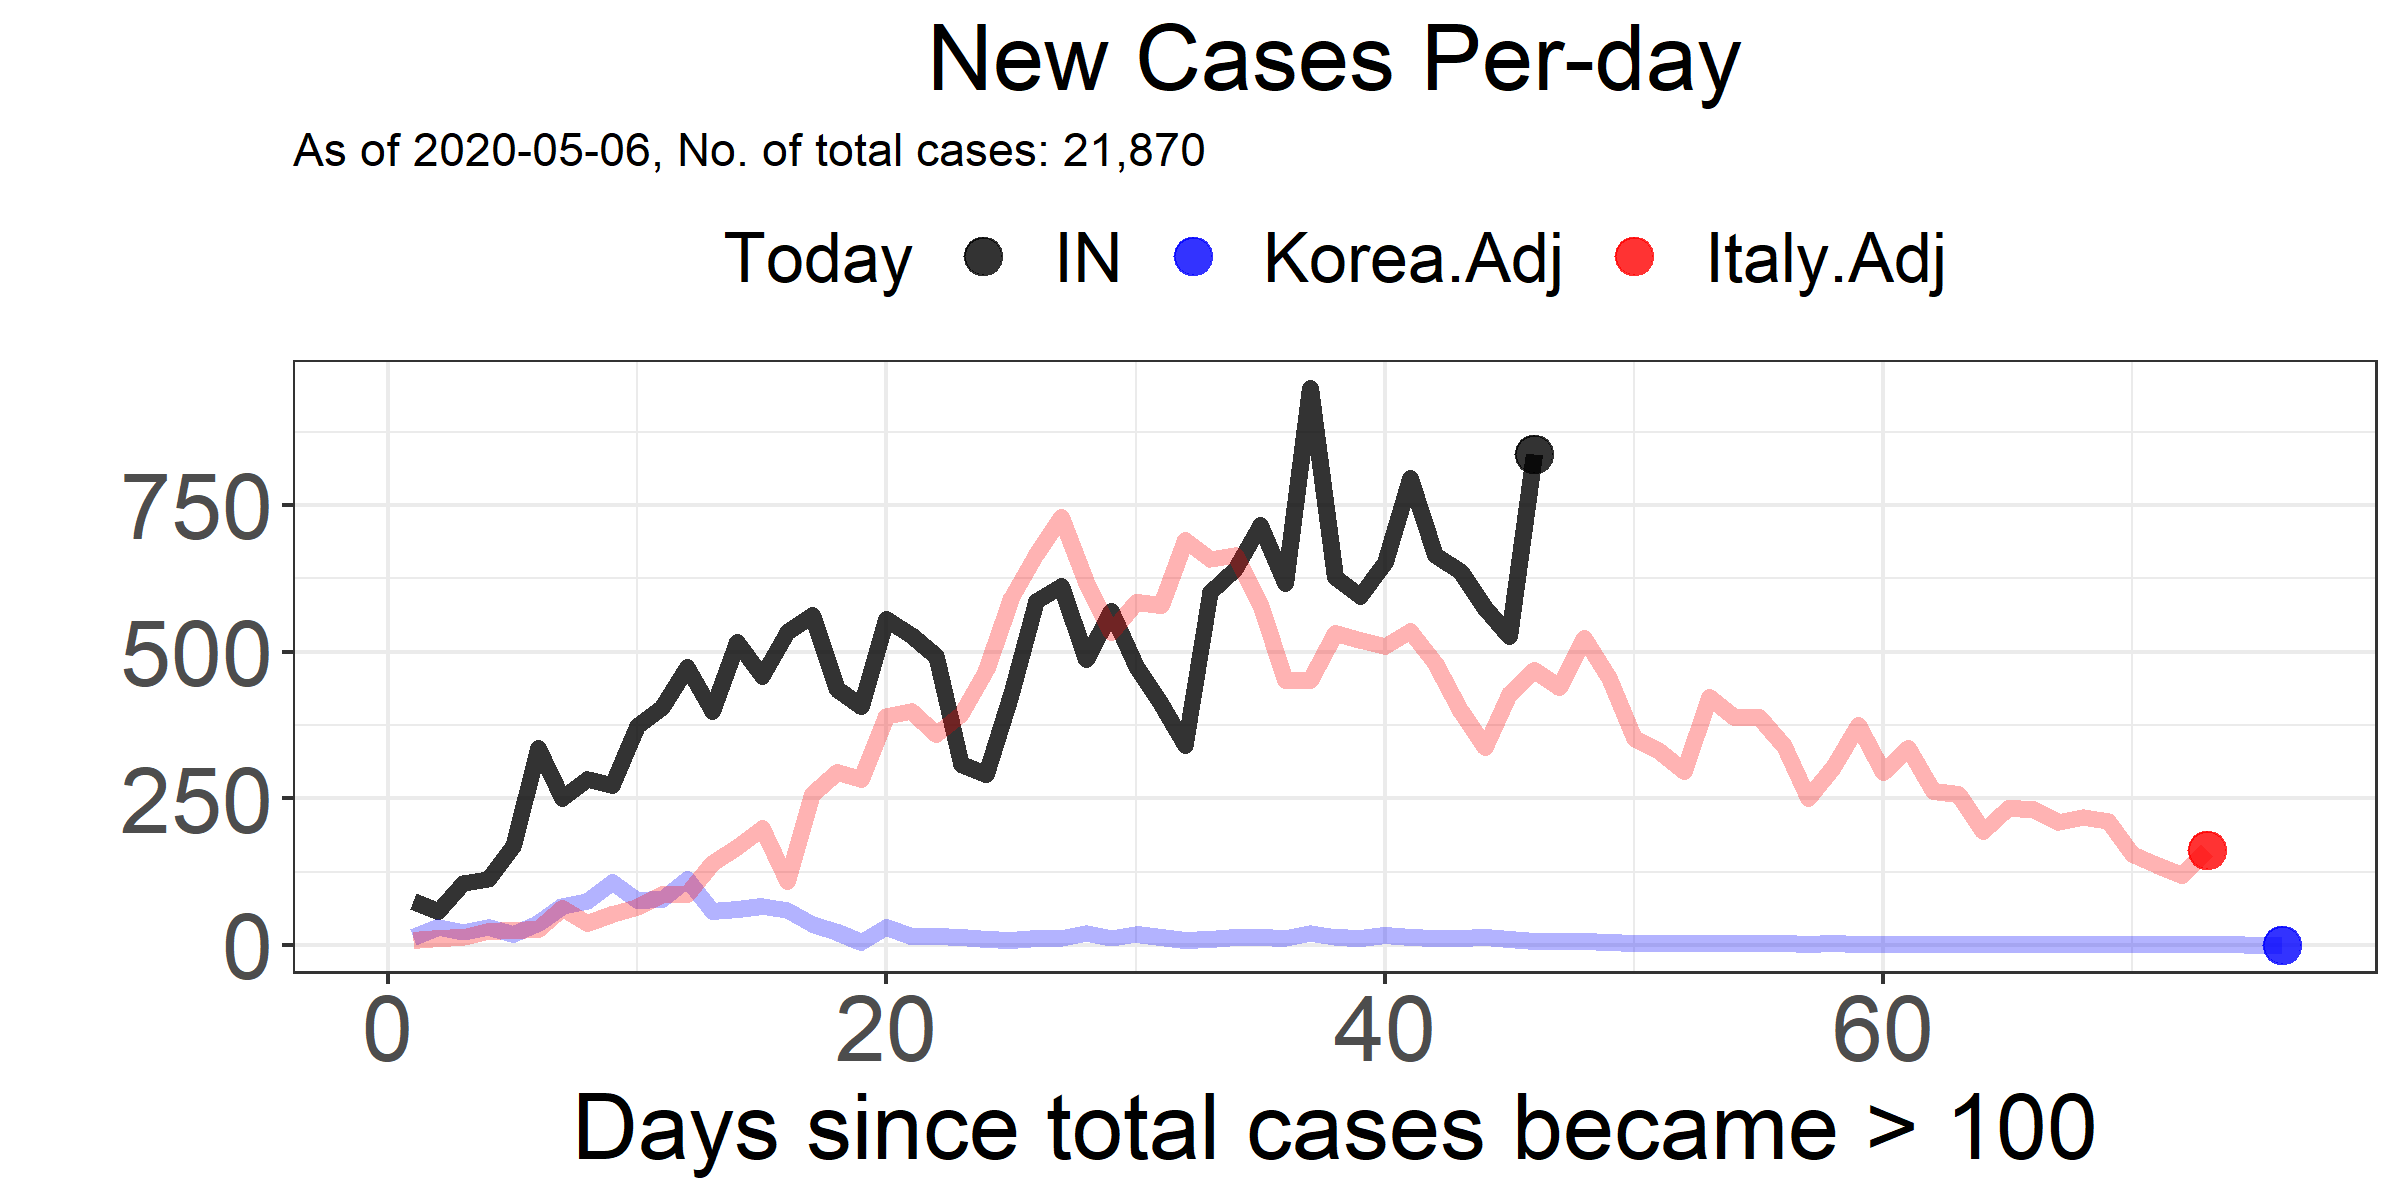 New Cases Per-day
As of 2020-05-06, No. of total cases: 21,870
Today IN Korea.Adj Italy.Adj
750
500
250
0
0 20 40 60
Days since total cases became > 100